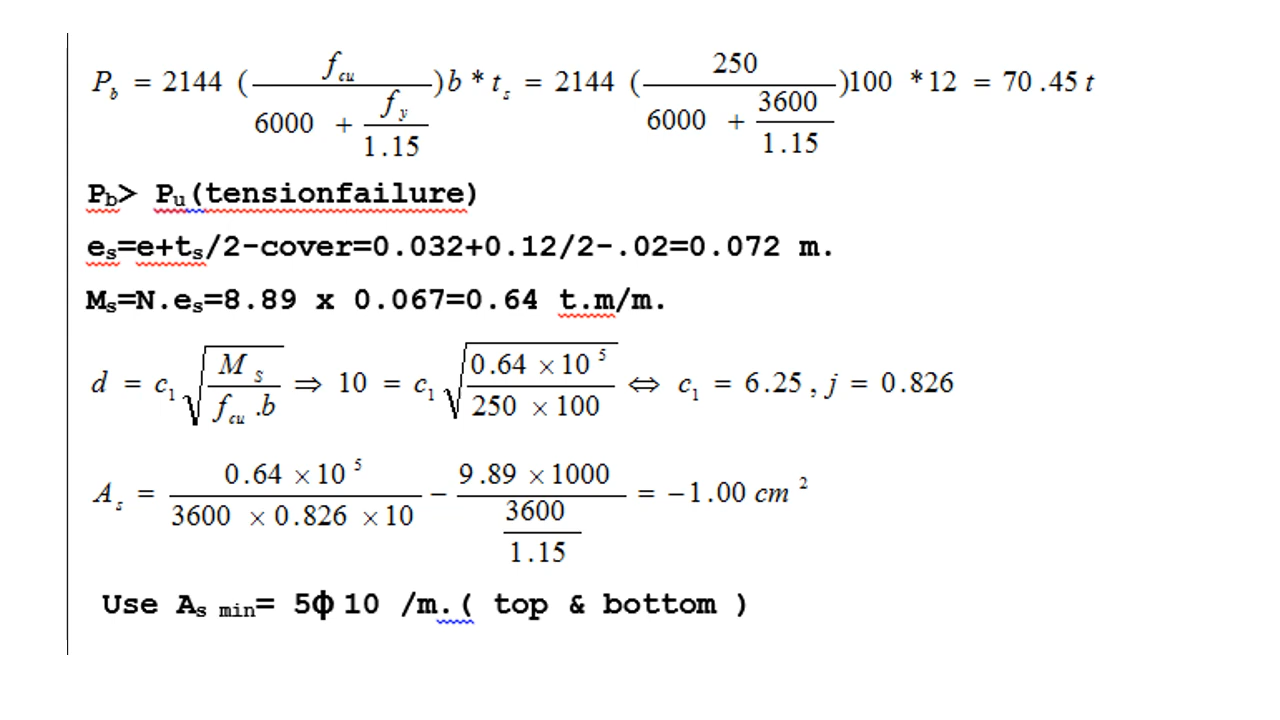 P_b = 2144 ( f_cu / (6000 + f_y / 1.15) ) b * t_s = 2144 ( 250 / (6000 + 3600 / 1.15) )100 * 12 = 70.45 t
P_b> P_u(tensionfailure)
e_s=e+t_s/2-cover=0.032+0.12/2-.02=0.072 m.
M_s=N.e_s=8.89 x 0.067=0.64 t.m/m.
d = c_1 √(M_s / f_cu.b) ⇒ 10 = c_1 √(0.64 × 10^5 / 250 × 100) ⇔ c_1 = 6.25 , j = 0.826
A_s = 0.64 × 10^5 / 3600 × 0.826 × 10 − 9.89 × 1000 / (3600 / 1.15) = −1.00 cm^2
Use A_s min= 5ф10 /m.( top & bottom )